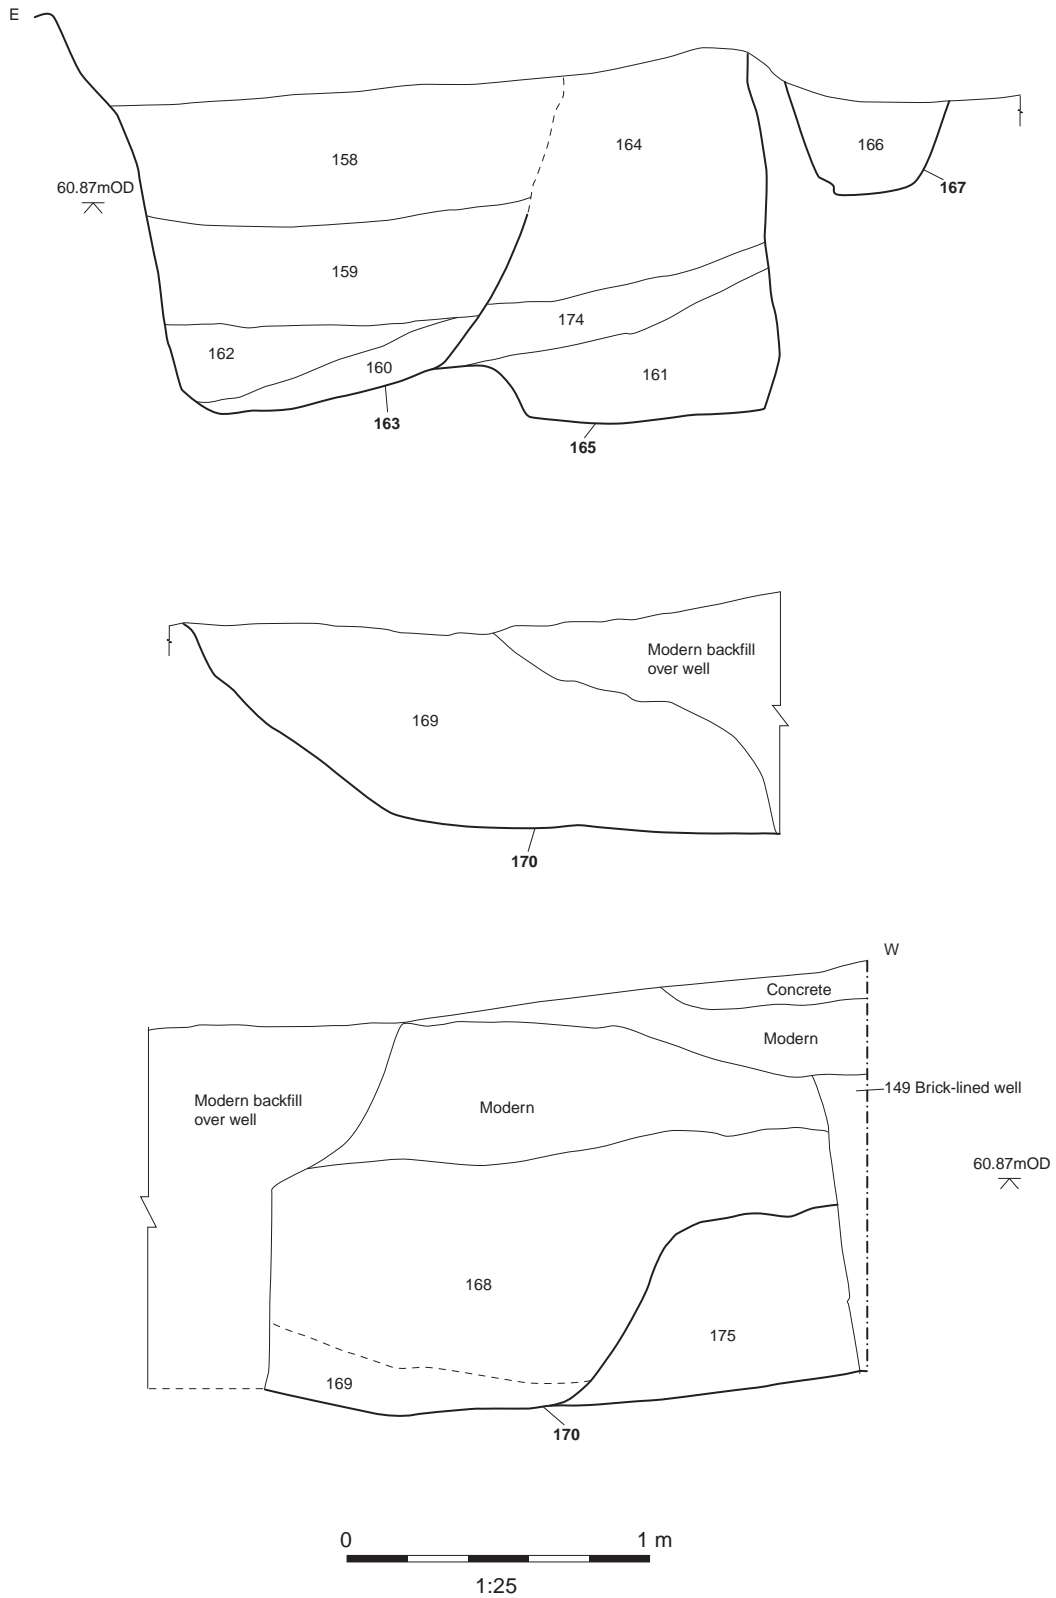 E
158
164
166
60.87mOD
167
159
174
162
160
161
163
165
Modern backfill
over well
169
170
W
Concrete
Modern
149 Brick-lined well
Modern backfill
over well
Modern
60.87mOD
168
175
169
170
0 1 m
1:25